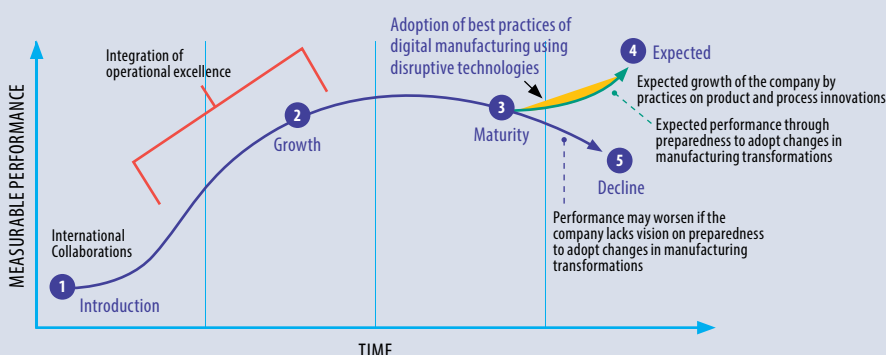 Adoption of best practices of
digital manufacturing using
disruptive technologies
Integration of
operational excellence
4 Expected
Expected growth of the company by
practices on product and process innovations
Expected performance through
preparedness to adopt changes in
manufacturing transformations
2
Growth
3
Maturity
5
Decline
Performance may worsen if the
company lacks vision on preparedness
to adopt changes in manufacturing
transformations
International
Collaborations
1
Introduction
MEASURABLE PERFORMANCE
TIME